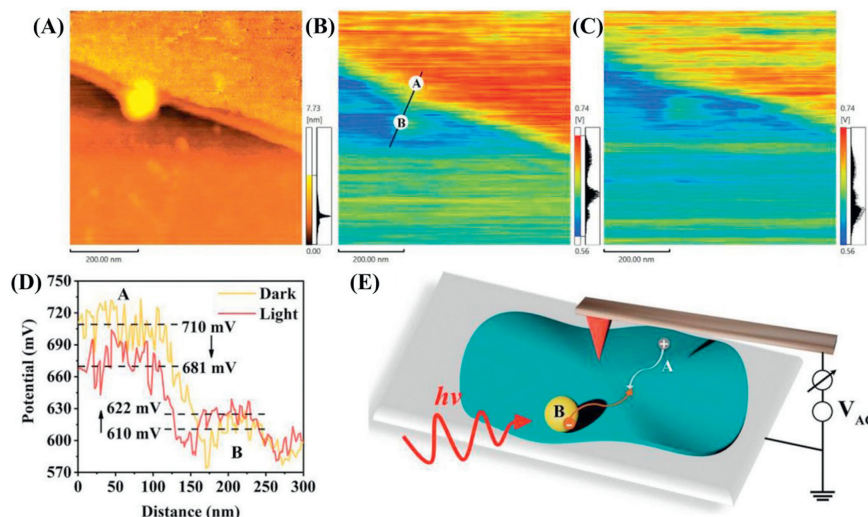 (A)
7.73
[nm]
0.00
200.00 nm
(B)
A
B
0.74
[V]
0.56
200.00 nm
(C)
0.74
[V]
0.56
200.00 nm
(D)
Potential (mV)
750
720
690
660
630
600
570
A
Dark
Light
710 mV
681 mV
622 mV
610 mV
B
0 50 100 150 200 250 300
Distance (nm)
(E)
hν
B
-
+
A
V AC